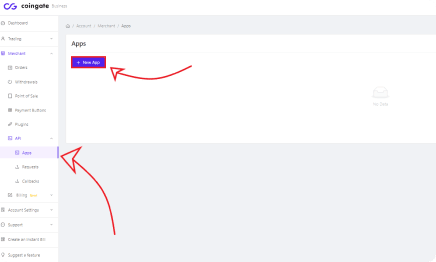 coingate Business
Dashboard
Trading
Merchant
Orders
Withdrawals
Point of Sale
Payment Buttons
Plugins
API
Apps
Requests
Callbacks
Billing
Account Settings
Support
Create an Instant Bill
Suggest a feature
/ Account / Merchant / Apps
Apps
+ New App
No Data